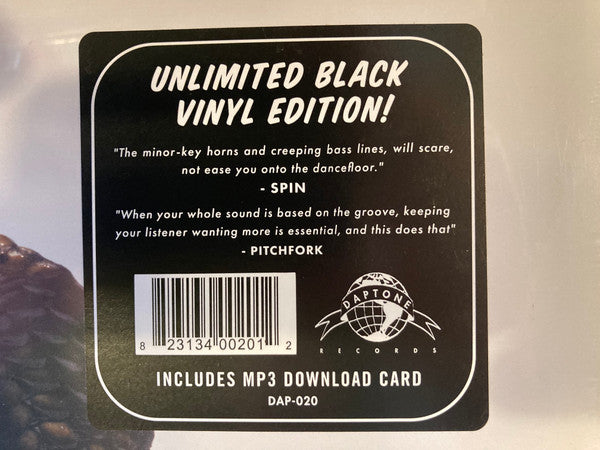 UNLIMITED BLACK
VINYL EDITION!
"The minor-key horns and creeping bass lines, will scare,
not ease you onto the dancefloor."
- SPIN
"When your whole sound is based on the groove, keeping
your listener wanting more is essential, and this does that"
- PITCHFORK
8 23134 00201 2
DAPTONE
RECORDS
INCLUDES MP3 DOWNLOAD CARD
DAP-020